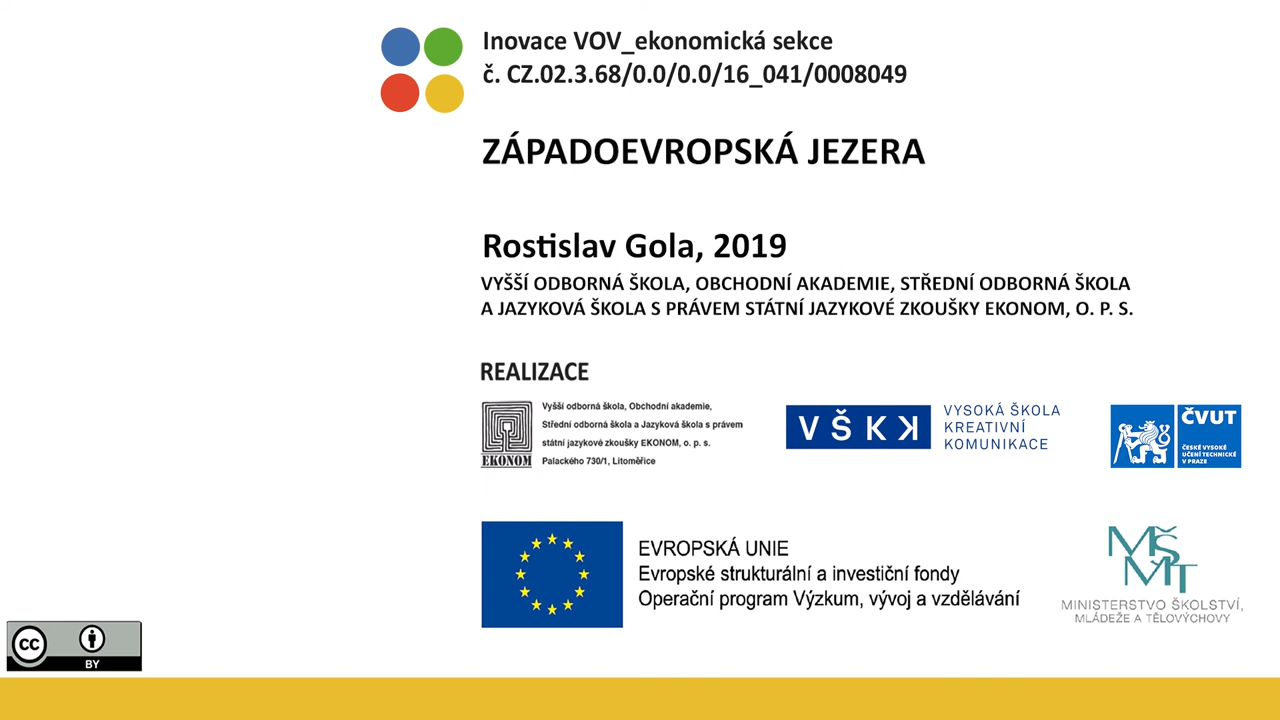 Inovace VOV_ekonomická sekce
č. CZ.02.3.68/0.0/0.0/16_041/0008049
ZÁPADOEVROPSKÁ JEZERA
Rostislav Gola, 2019
VYŠŠÍ ODBORNÁ ŠKOLA, OBCHODNÍ AKADEMIE, STŘEDNÍ ODBORNÁ ŠKOLA
A JAZYKOVÁ ŠKOLA S PRÁVEM STÁTNÍ JAZYKOVÉ ZKOUŠKY EKONOM, O. P. S.
REALIZACE
Vyšší odborná škola, Obchodní akademie,
Střední odborná škola a Jazyková škola s právem
státní jazykové zkoušky EKONOM, o. p. s.
Palackého 730/1, Litoměřice
EKONOM
VŠKK
VYSOKÁ ŠKOLA
KREATIVNÍ
KOMUNIKACE
ČVUT
ČESKÉ VYSOKÉ
UČENÍ TECHNICKÉ
V PRAZE
EVROPSKÁ UNIE
Evropské strukturální a investiční fondy
Operační program Výzkum, vývoj a vzdělávání
MŠMT
MINISTERSTVO ŠKOLSTVÍ,
MLÁDEŽE A TĚLOVÝCHOVY
cc
BY